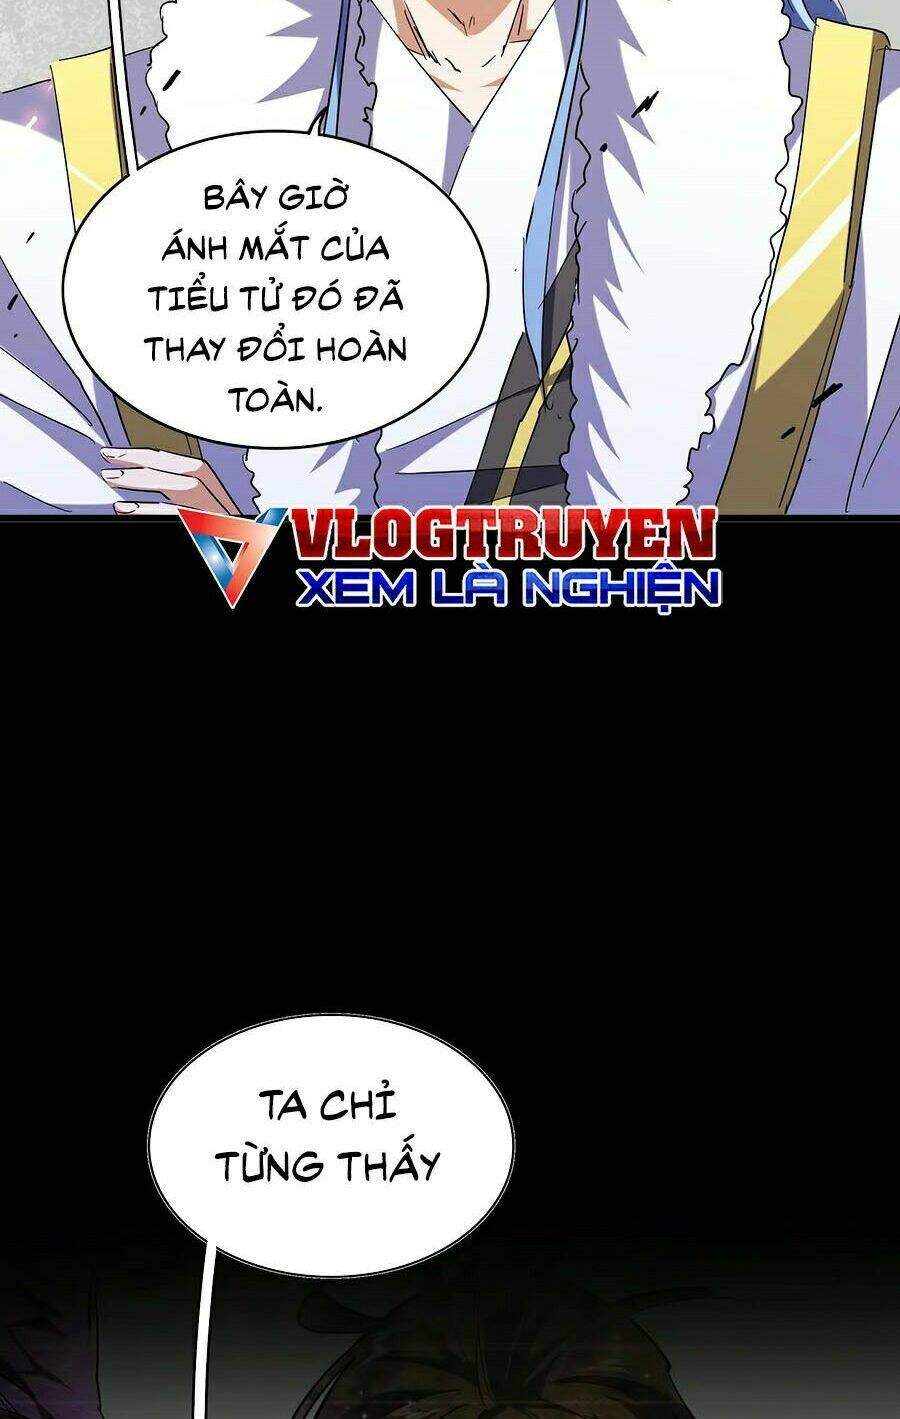 BÂY GIỜ
ÁNH MẮT CỦA
TIỂU TỬ ĐÓ ĐÃ
THAY ĐỔI HOÀN
TOÀN.
VLOGTRUYEN
XEM LÀ NGHIỆN
TA CHỈ
TỪNG THẤY